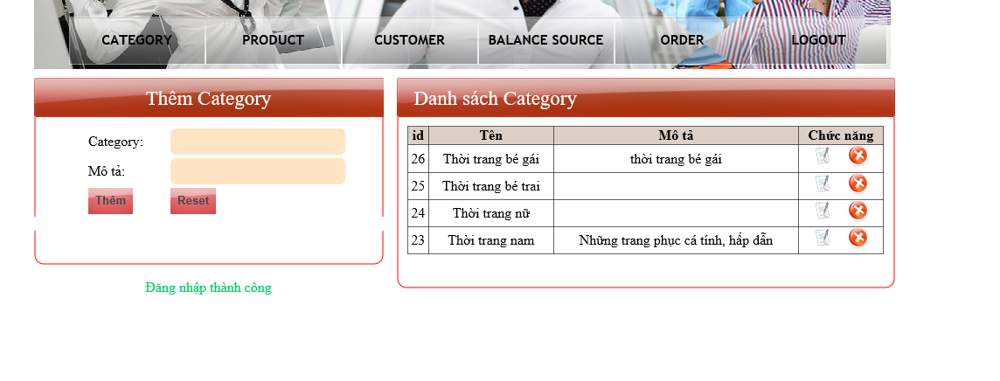 CATEGORY PRODUCT CUSTOMER BALANCE SOURCE ORDER LOGOUT
Thêm Category
Category:
Mô tả:
Thêm Reset
Đăng nhập thành công
Danh sách Category
id Tên Mô tả Chức năng
26 Thời trang bé gái thời trang bé gái
25 Thời trang bé trai
24 Thời trang nữ
23 Thời trang nam Những trang phục cá tính, hấp dẫn